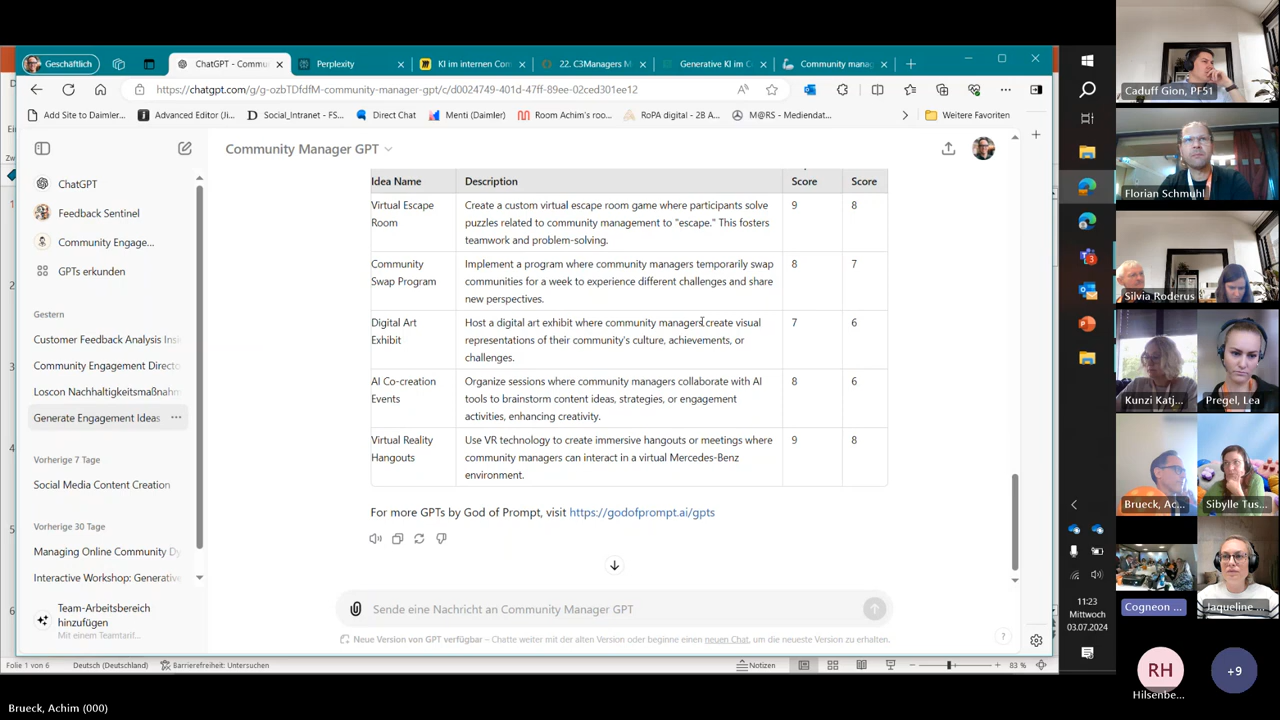 Geschäftlich
ChatGPT - Commu
Perplexity
KI im internen Com
22. C3Managers M
Generative KI im C
Community manag
https://chatgpt.com/g/g-ozbTDfdfM-community-manager-gpt/c/d0024749-401d-47ff-89ee-02ced301ee12
Add Site to Daimler...
Advanced Editor (Ji...
Social_Intranet - FS...
Direct Chat
Menti (Daimler)
Room Achim's roo...
RoPA digital - 2B A...
M@RS - Mediendat...
Weitere Favoriten
Community Manager GPT
ChatGPT
Feedback Sentinel
Community Engage...
GPTs erkunden
Gestern
Customer Feedback Analysis Insi
Community Engagement Directo
Loscon Nachhaltigkeitsmaßnahm
Generate Engagement Ideas
Vorherige 7 Tage
Social Media Content Creation
Vorherige 30 Tage
Managing Online Community Dy
Interactive Workshop: Generative
Team-Arbeitsbereich
hinzufügen
Mit einem Teamtarif...
Idea Name
Description
Score
Score
Virtual Escape
Room
Create a custom virtual escape room game where participants solve
puzzles related to community management to "escape." This fosters
teamwork and problem-solving.
9
8
Community
Swap Program
Implement a program where community managers temporarily swap
communities for a week to experience different challenges and share
new perspectives.
8
7
Digital Art
Exhibit
Host a digital art exhibit where community managers create visual
representations of their community's culture, achievements, or
challenges.
7
6
AI Co-creation
Events
Organize sessions where community managers collaborate with AI
tools to brainstorm content ideas, strategies, or engagement
activities, enhancing creativity.
8
6
Virtual Reality
Hangouts
Use VR technology to create immersive hangouts or meetings where
community managers can interact in a virtual Mercedes-Benz
environment.
9
8
For more GPTs by God of Prompt, visit https://godofprompt.ai/gpts
Sende eine Nachricht an Community Manager GPT
Neue Version von GPT verfügbar – Chatte weiter mit der alten Version oder beginne einen neuen Chat, um die neueste Version zu erhalten.
Zw
1
2
3
4
5
6
Folie 1 von 6
Deutsch (Deutschland)
Barrierefreiheit: Untersuchen
Notizen
83 %
11:23
Mittwoch
03.07.2024
Caduff Gion, PF51
Florian Schmuhl
Silvia Roderus
Kunzi Katj...
Pregel, Lea
Brueck, Ac...
Sibylle Tus...
Cogneon ...
Jaqueline ...
RH
Hilsenbe...
+9
Brueck, Achim (000)